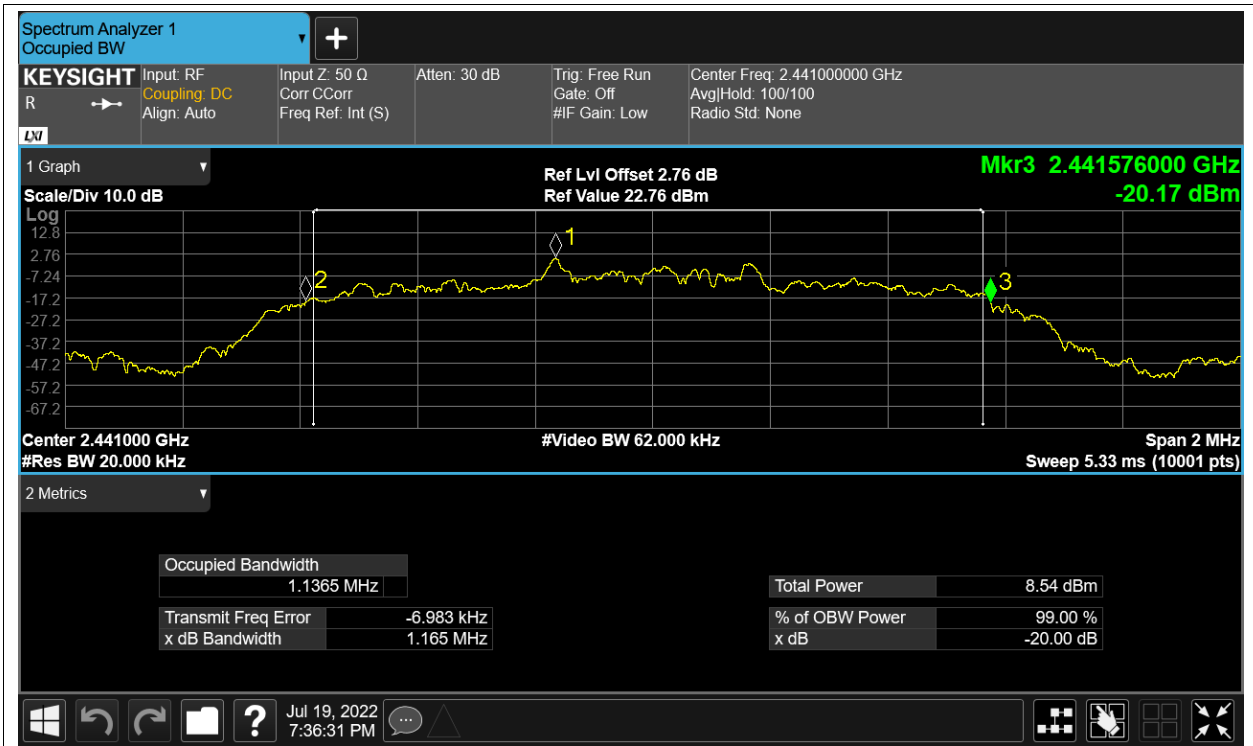 Spectrum Analyzer 1
Occupied BW
KEYSIGHT
R
LXI
Input: RF
Coupling: DC
Align: Auto
Input Z: 50 Ω
Corr CCorr
Freq Ref: Int (S)
Atten: 30 dB
Trig: Free Run
Gate: Off
#IF Gain: Low
Center Freq: 2.441000000 GHz
Avg|Hold: 100/100
Radio Std: None
1 Graph
Scale/Div 10.0 dB
Ref Lvl Offset 2.76 dB
Ref Value 22.76 dBm
Mkr3 2.441576000 GHz
-20.17 dBm
Log
12.8
2.76
-7.24
-17.2
-27.2
-37.2
-47.2
-57.2
-67.2
1
2
3
Center 2.441000 GHz
#Res BW 20.000 kHz
#Video BW 62.000 kHz
Span 2 MHz
Sweep 5.33 ms (10001 pts)
2 Metrics
Occupied Bandwidth
1.1365 MHz
Transmit Freq Error -6.983 kHz
x dB Bandwidth 1.165 MHz
Total Power 8.54 dBm
% of OBW Power 99.00 %
x dB -20.00 dB
?
Jul 19, 2022
7:36:31 PM